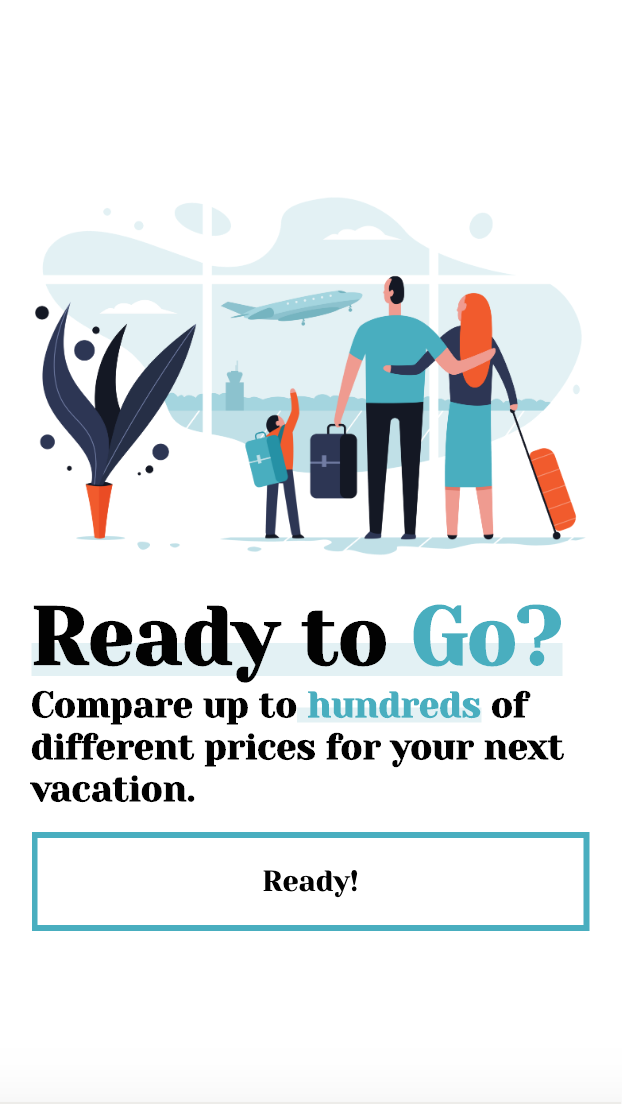 Ready to Go?
Compare up to hundreds of
different prices for your next
vacation.
Ready!